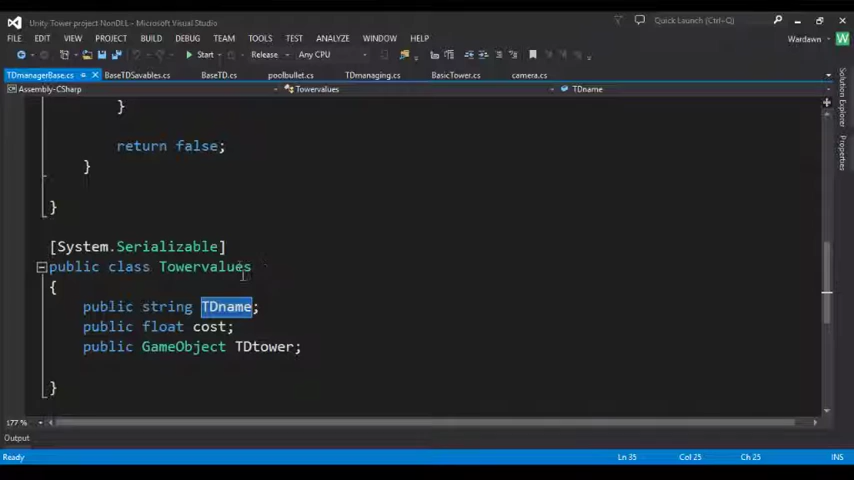 Unity Tower project NonDLL - Microsoft Visual Studio
Quick Launch (Ctrl+Q)
FILE EDIT VIEW PROJECT BUILD DEBUG TEAM TOOLS TEST ANALYZE WINDOW HELP
Wardawn W
Start Release Any CPU
TDmanagerBase.cs BaseTDSavables.cs BaseTD.cs poolbullet.cs TDmanaging.cs BasicTower.cs camera.cs
Assembly-CSharp Towervalues TDname
}
return false;
}
}
[System.Serializable]
public class Towervalues
{
public string TDname;
public float cost;
public GameObject TDtower;
}
Solution Explorer
Properties
177 %
Output
Ready Ln 35 Col 25 Ch 25 INS